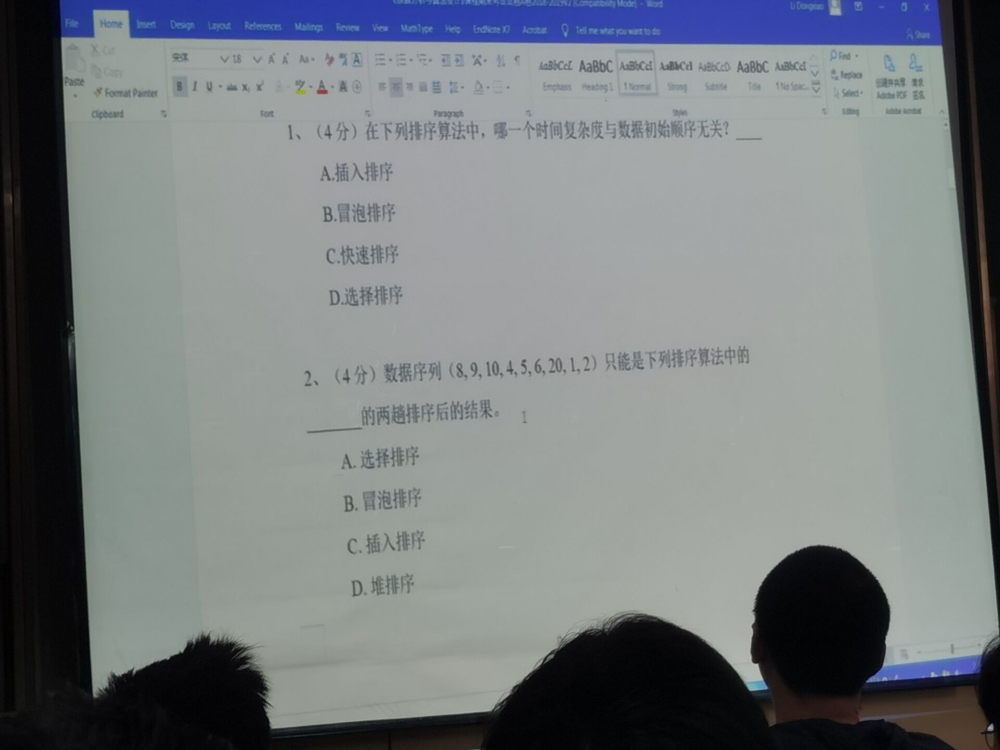 [Compatibility Mode] - Word
File Home Insert Design Layout References Mailings Review View MathType Help EndNote X7 Acrobat Tell me what you want to do Share
Cut
Copy
Paste
Format Painter
Clipboard
宋体 18
Font
Paragraph
AaBbCcI AaBbC AaBbCcI AaBbCcI AaBbCcD AaBbC AaBbCcI
Emphasis Heading 1 1 Normal Strong Subtitle Title 1 No Spac...
Styles
Find
Replace
Select
Editing
创建并共享 Adobe PDF
请求 签名
Adobe Acrobat
1、（4分）在下列排序算法中，哪一个时间复杂度与数据初始顺序无关？____
A.插入排序
B.冒泡排序
C.快速排序
D.选择排序
2、（4分）数据序列（8, 9, 10, 4, 5, 6, 20, 1, 2）只能是下列排序算法中的
______的两趟排序后的结果。
A. 选择排序
B. 冒泡排序
C. 插入排序
D. 堆排序